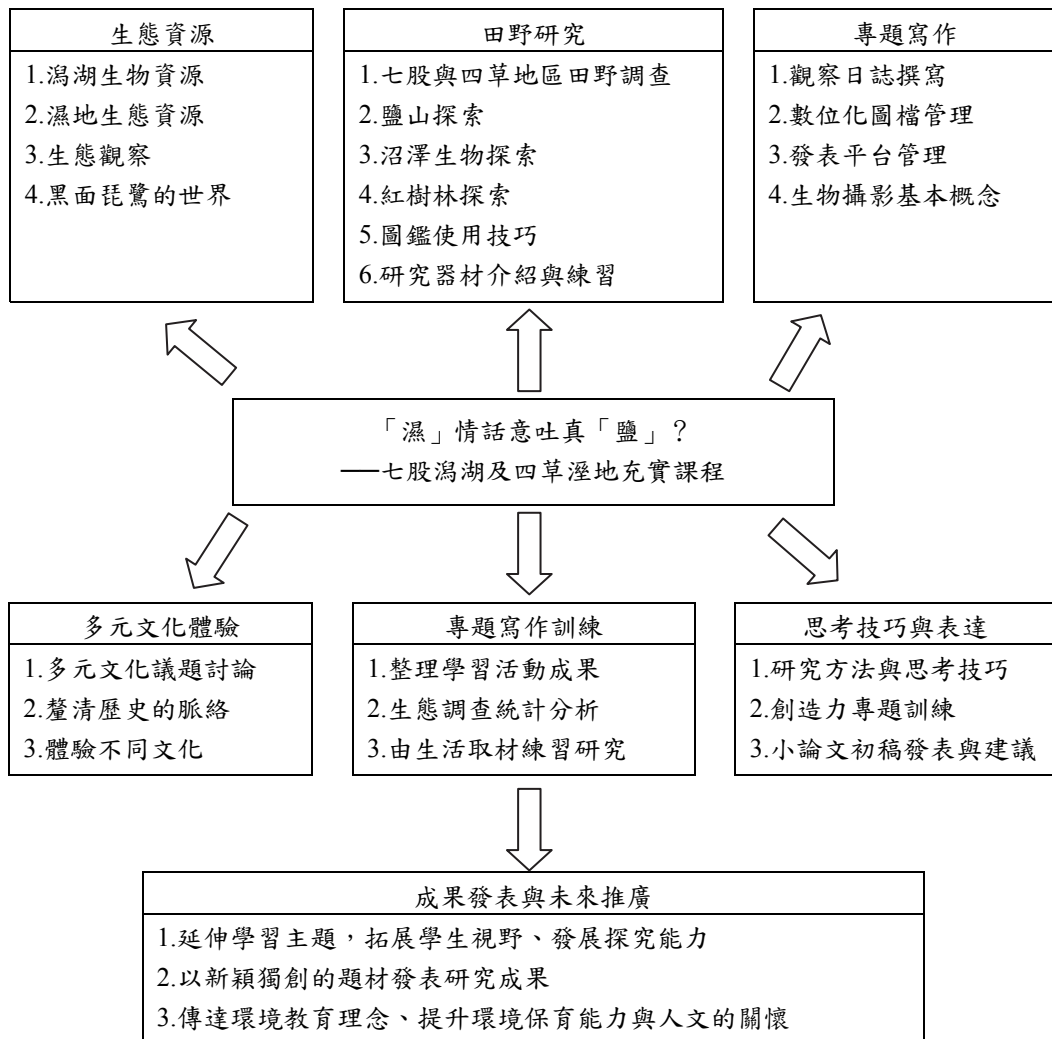 生態資源
1.潟湖生物資源
2.濕地生態資源
3.生態觀察
4.黑面琵鷺的世界
田野研究
1.七股與四草地區田野調查
2.鹽山探索
3.沼澤生物探索
4.紅樹林探索
5.圖鑑使用技巧
6.研究器材介紹與練習
專題寫作
1.觀察日誌撰寫
2.數位化圖檔管理
3.發表平台管理
4.生物攝影基本概念
「濕」情話意吐真「鹽」？
──七股潟湖及四草溼地充實課程
多元文化體驗
1.多元文化議題討論
2.釐清歷史的脈絡
3.體驗不同文化
專題寫作訓練
1.整理學習活動成果
2.生態調查統計分析
3.由生活取材練習研究
思考技巧與表達
1.研究方法與思考技巧
2.創造力專題訓練
3.小論文初稿發表與建議
成果發表與未來推廣
1.延伸學習主題，拓展學生視野、發展探究能力
2.以新穎獨創的題材發表研究成果
3.傳達環境教育理念、提升環境保育能力與人文的關懷